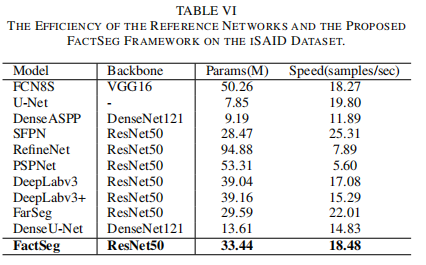 TABLE VI
THE EFFICIENCY OF THE REFERENCE NETWORKS AND THE PROPOSED
FACTSEG FRAMEWORK ON THE ISAID DATASET.
Model Backbone Params(M) Speed(samples/sec)
FCN8S VGG16 50.26 18.27
U-Net - 7.85 19.80
DenseASPP DenseNet121 9.19 11.89
SFPN ResNet50 28.47 25.31
RefineNet ResNet50 94.88 7.89
PSPNet ResNet50 53.31 5.60
DeepLabv3 ResNet50 39.04 17.08
DeepLabv3+ ResNet50 39.16 15.29
FarSeg ResNet50 29.59 22.01
DenseU-Net DenseNet121 13.61 14.83
FactSeg ResNet50 33.44 18.48